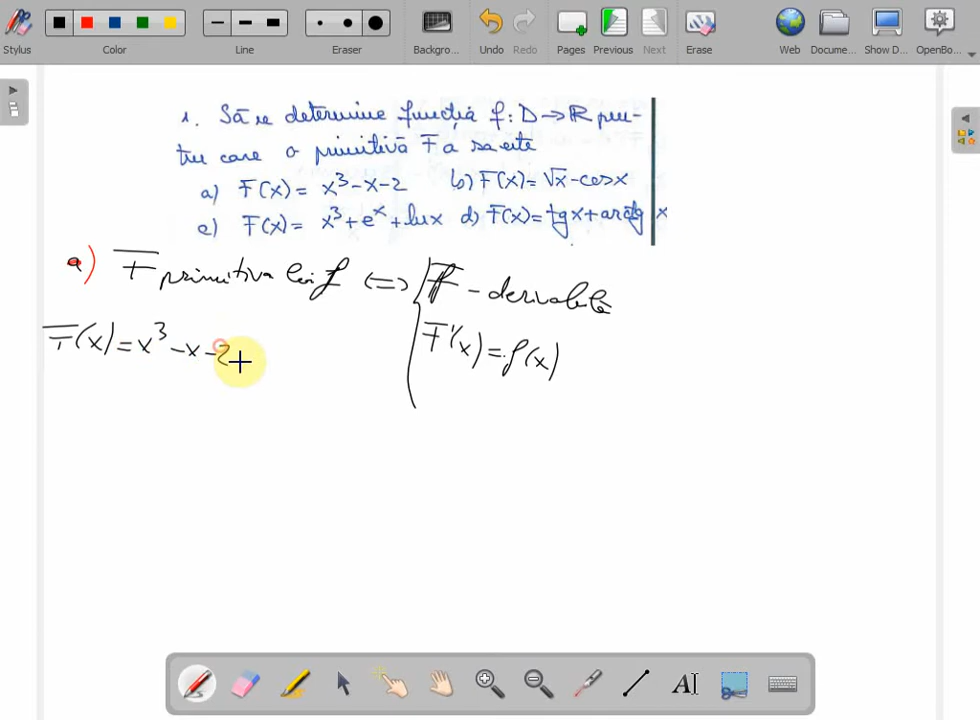 Stylus Color Line Eraser Backgro... Undo Redo Pages Previous Next Erase Web Docume... Show D... OpenBo...
1. Să se determine funcția f: D → ℝ pen-
tru care o primitivă F a sa este
a) F(x) = x³-x-2 b) F(x) = √x - cos x
c) F(x) = x³ + eˣ + ln x d) F(x) = tg x + arctg x
a) F primitiva lui f <=> F - derivabilă
F(x) = x³ - x - 2 F'(x) = f(x)